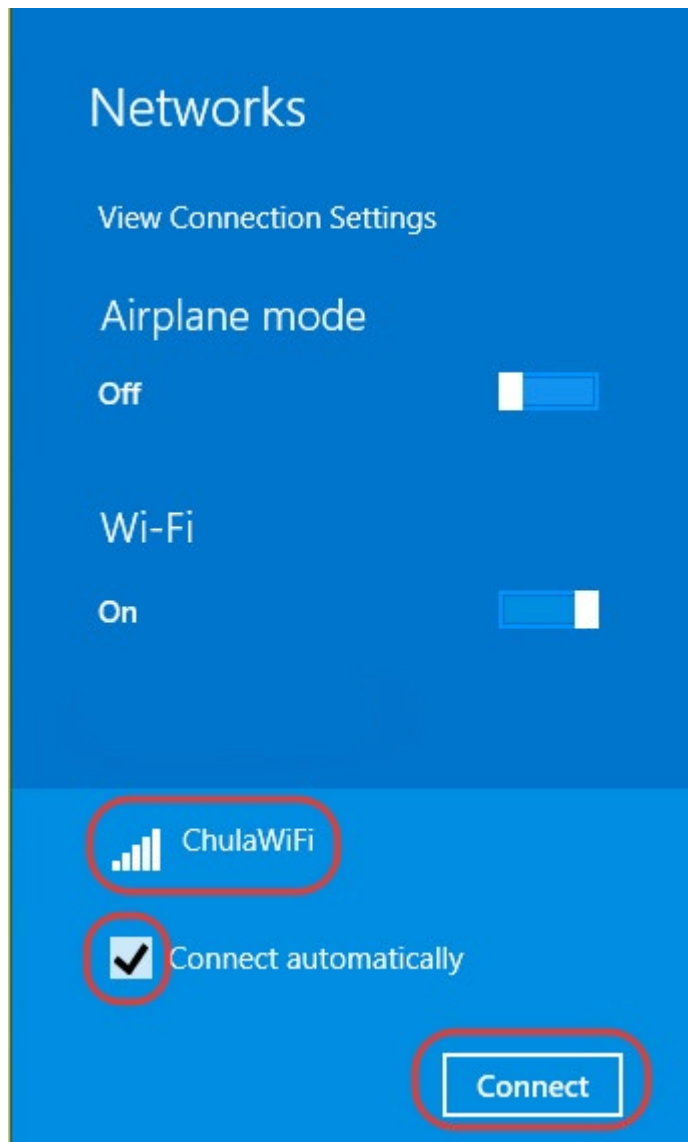 Networks
View Connection Settings
Airplane mode
Off
Wi-Fi
On
ChulaWiFi
Connect automatically
Connect